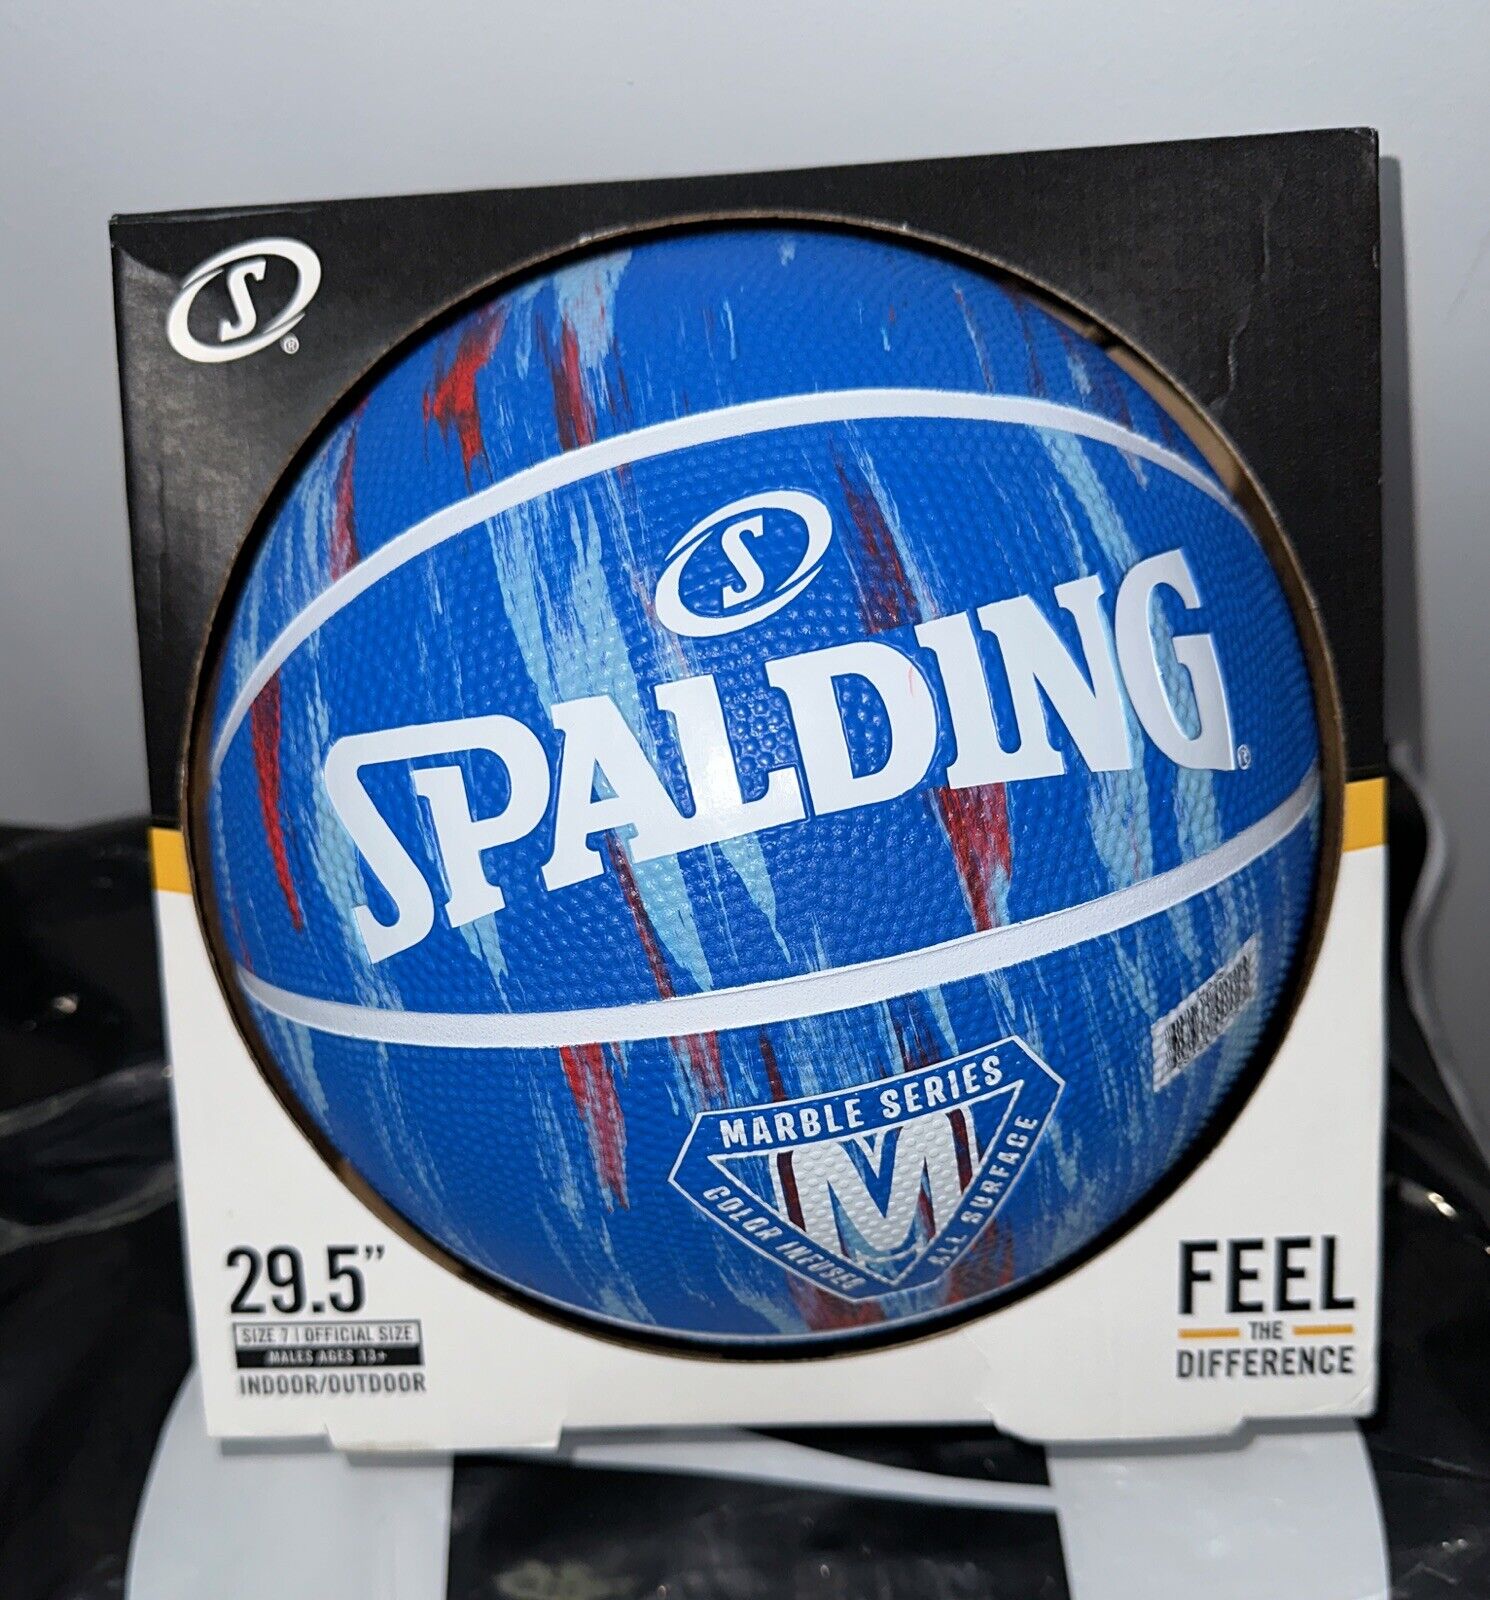 S
®
S
SPALDING®
MARBLE SERIES
M
COLOR INFUSED
ALL SURFACE
29.5”
SIZE 7 | OFFICIAL SIZE
MALES AGES 13+
INDOOR/OUTDOOR
FEEL
THE
DIFFERENCE